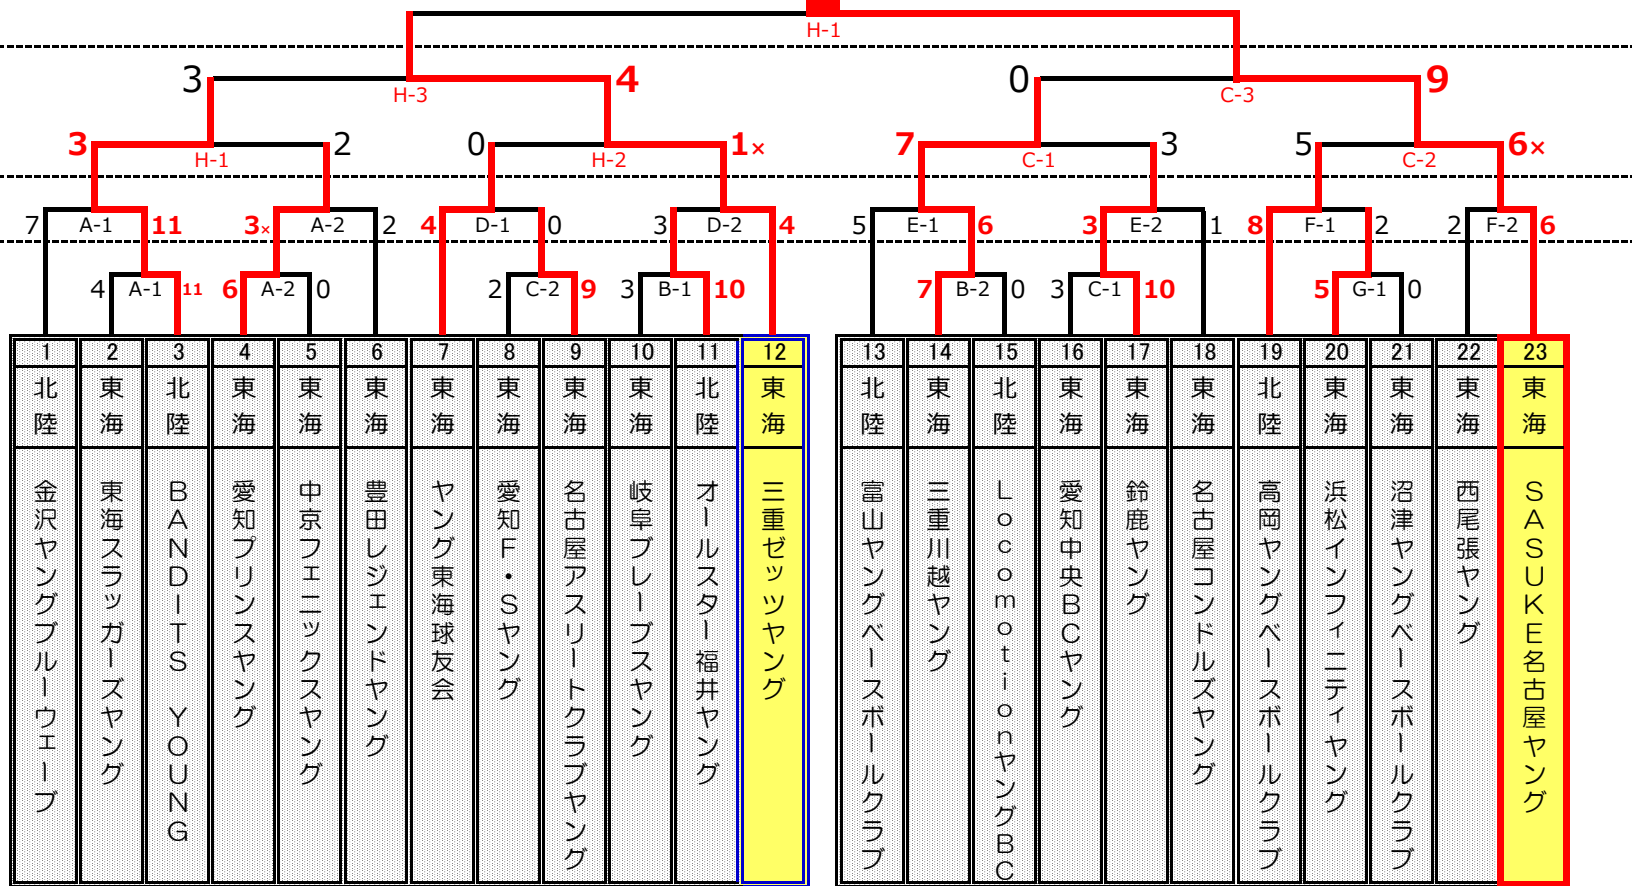 H-1
3 H-3 4 0 C-3 9
3 H-1 2 0 H-2 1× 7 C-1 3 5 C-2 6×
7 A-1 11 3× A-2 2 4 D-1 0 3 D-2 4 5 E-1 6 3 E-2 1 8 F-1 2 2 F-2 6
4 A-1 11 6 A-2 0 2 C-2 9 3 B-1 10 7 B-2 0 3 C-1 10 5 G-1 0
1 2 3 4 5 6 7 8 9 10 11 12 13 14 15 16 17 18 19 20 21 22 23
北陸 東海 北陸 東海 東海 東海 東海 東海 東海 東海 北陸 東海 北陸 東海 北陸 東海 東海 東海 北陸 東海 東海 東海 東海
金沢ヤングブルーウェーブ
東海スラッガーズヤング
BANDITS YOUNG
愛知プリンスヤング
中京フェニックスヤング
豊田レジェンドヤング
ヤング東海球友会
愛知F・Sヤング
名古屋アスリートクラブヤング
岐阜ブレーブスヤング
オールスター福井ヤング
三重ゼッツヤング
富山ヤングベースボールクラブ
三重川越ヤング
LocomotionヤングBC
愛知中央BCヤング
鈴鹿ヤング
名古屋コンドルズヤング
高岡ヤングベースボールクラブ
浜松インフィニティヤング
沼津ヤングベースボールクラブ
西尾張ヤング
SASUKE名古屋ヤング